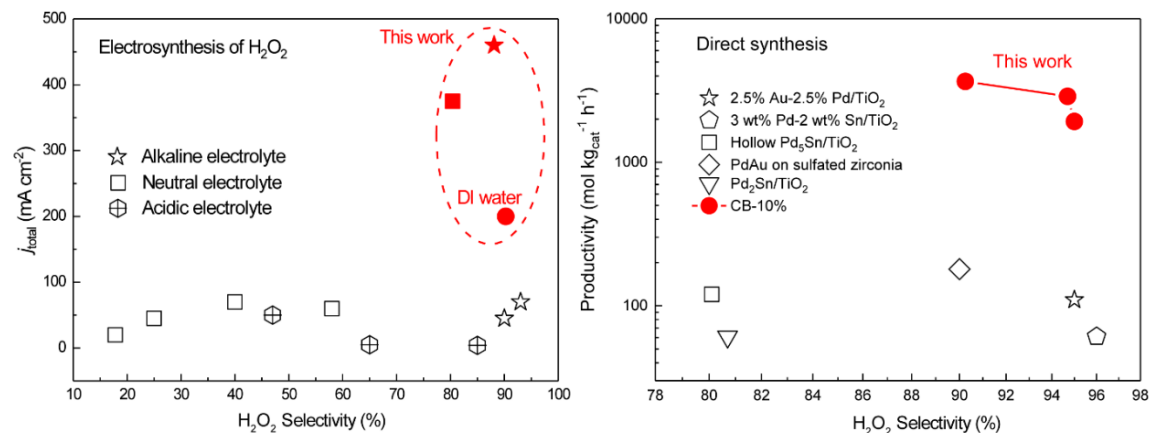 500
400
300
200
100
0
j_total (mA cm⁻²)
Electrosynthesis of H₂O₂
This work
Alkaline electrolyte
Neutral electrolyte
Acidic electrolyte
DI water
10 20 30 40 50 60 70 80 90 100
H₂O₂ Selectivity (%)
10000
1000
100
Productivity (mol kg_cat⁻¹ h⁻¹)
Direct synthesis
This work
2.5% Au-2.5% Pd/TiO₂
3 wt% Pd-2 wt% Sn/TiO₂
Hollow Pd₅Sn/TiO₂
PdAu on sulfated zirconia
Pd₂Sn/TiO₂
CB-10%
78 80 82 84 86 88 90 92 94 96 98
H₂O₂ Selectivity (%)